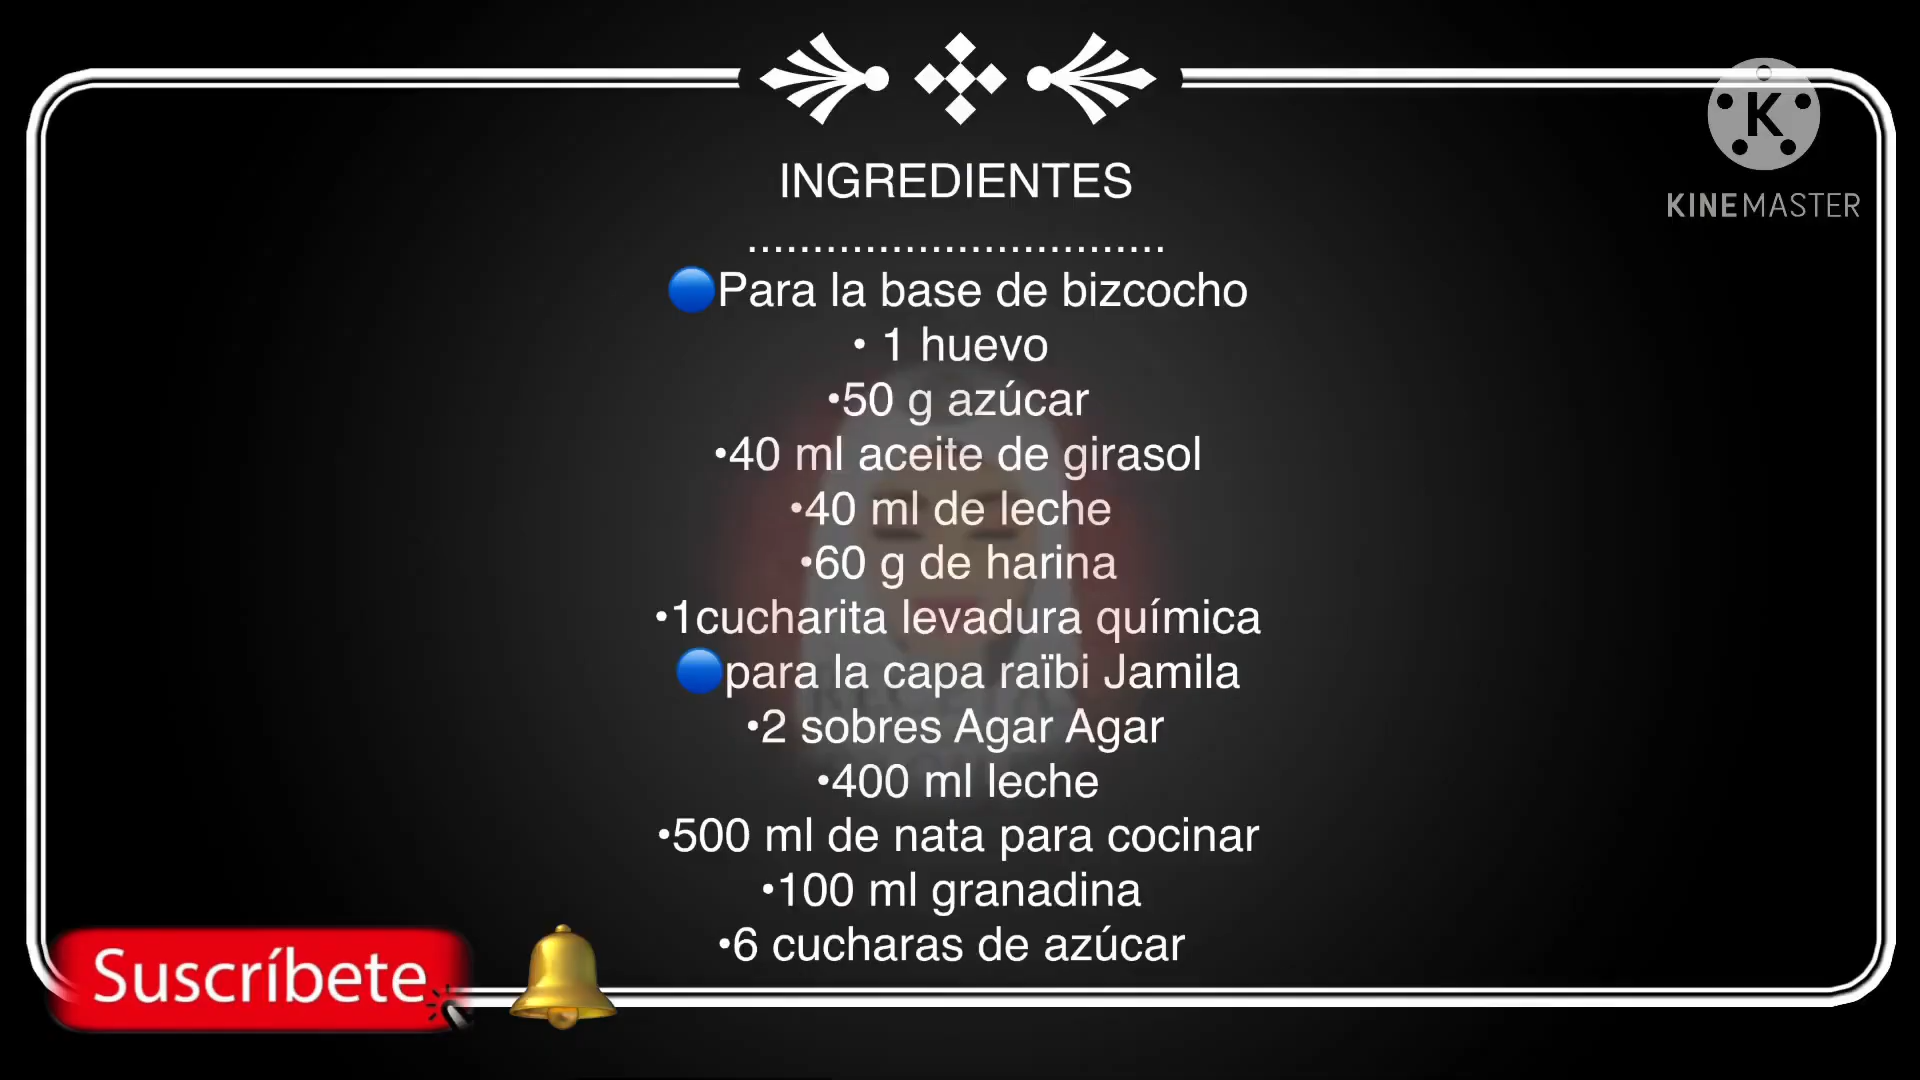 INGREDIENTES
................................
🔵Para la base de bizcocho
• 1 huevo
•50 g azúcar
•40 ml aceite de girasol
•40 ml de leche
•60 g de harina
•1cucharita levadura química
🔵para la capa raïbi Jamila
•2 sobres Agar Agar
•400 ml leche
•500 ml de nata para cocinar
•100 ml granadina
•6 cucharas de azúcar
K
KINEMASTER
Suscríbete